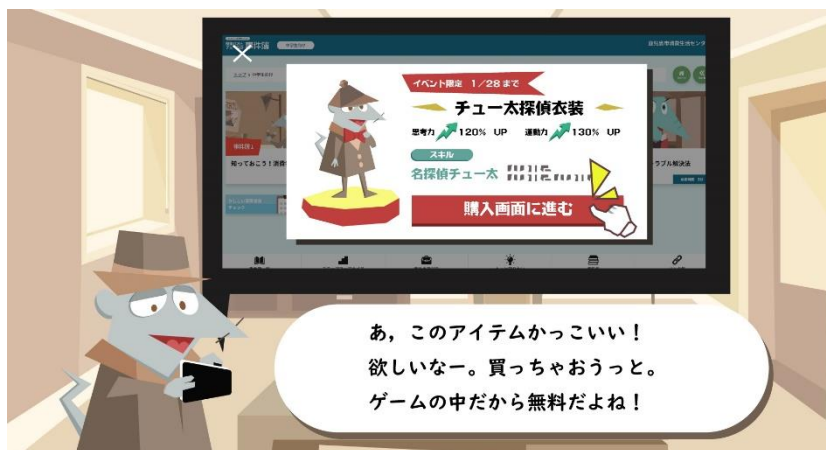 イベント限定 1/28まで
チュー太探偵衣装
思考力 120% UP 運動力 130% UP
スキル
名探偵チュー太
購入画面に進む
あ，このアイテムかっこいい！
欲しいなー。買っちゃおうっと。
ゲームの中だから無料だよね！